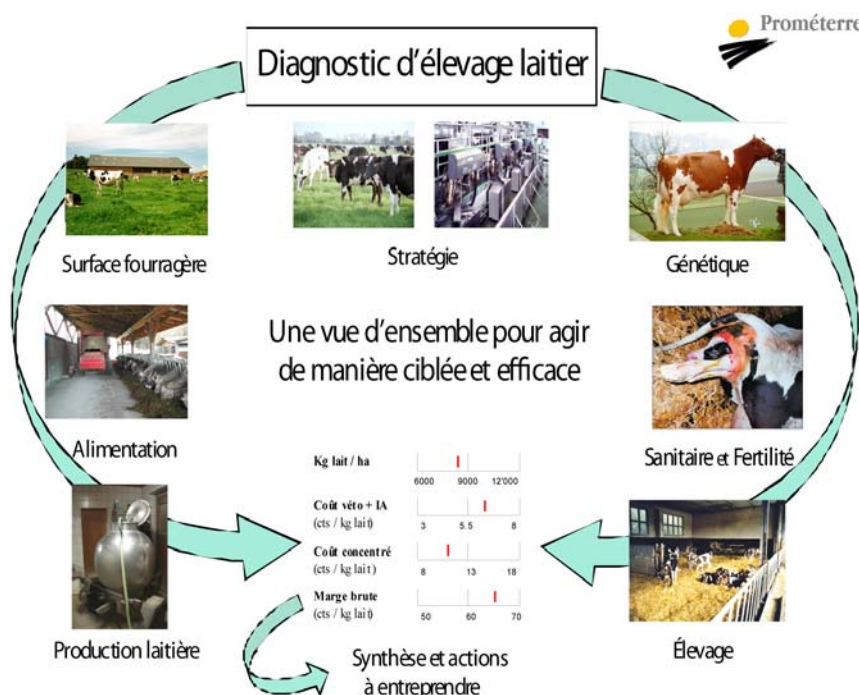 Prométerre
Diagnostic d'élevage laitier
Surface fourragère
Stratégie
Génétique
Une vue d'ensemble pour agir
de manière ciblée et efficace
Alimentation
Sanitaire et Fertilité
Kg lait / ha
6000 9000 12'000
Coût véto + IA
(cts / kg lait)
3 5.5 8
Coût concentré
(cts / kg lait )
8 13 18
Marge brute
(cts / kg lait)
50 60 70
Production laitière
Synthèse et actions
à entreprendre
Élevage